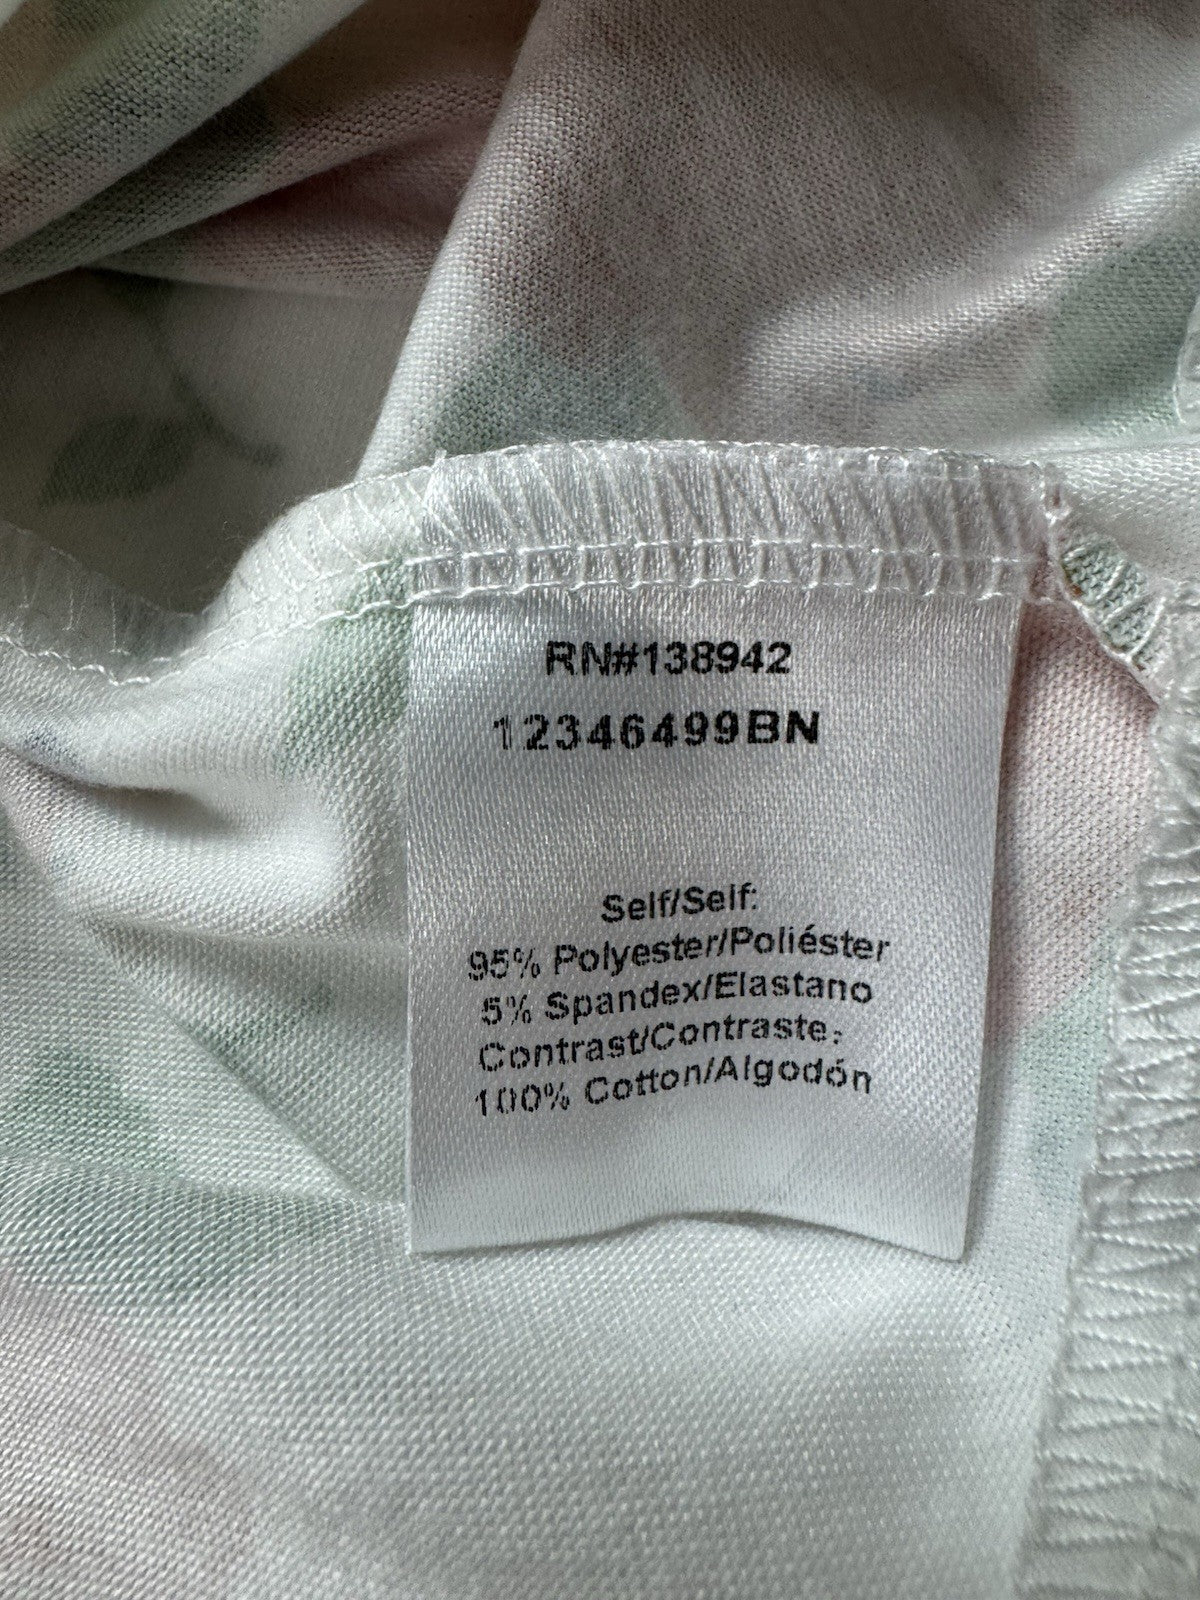 RN#138942
12346499BN
Self/Self:
95% Polyester/Poliéster
5% Spandex/Elastano
Contrast/Contraste:
100% Cotton/Algodón